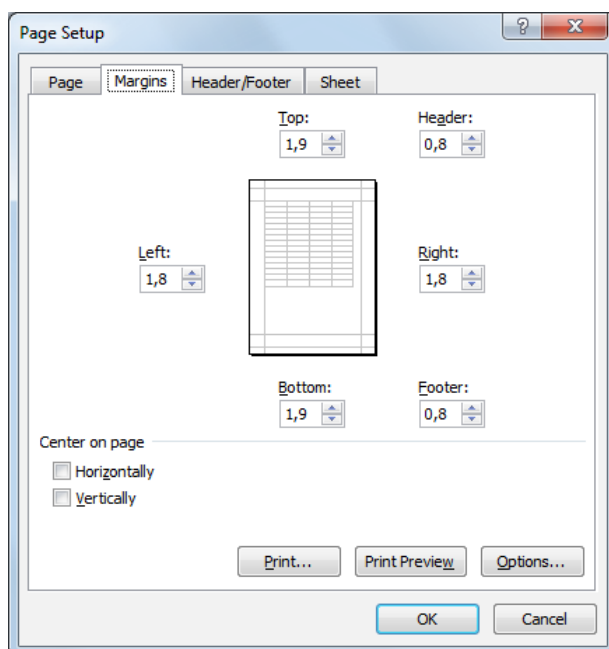 Page Setup
Page Margins Header/Footer Sheet
Top: Header:
1,9 0,8
Left: Right:
1,8 1,8
Bottom: Footer:
1,9 0,8
Center on page
Horizontally
Vertically
Print... Print Preview Options...
OK Cancel